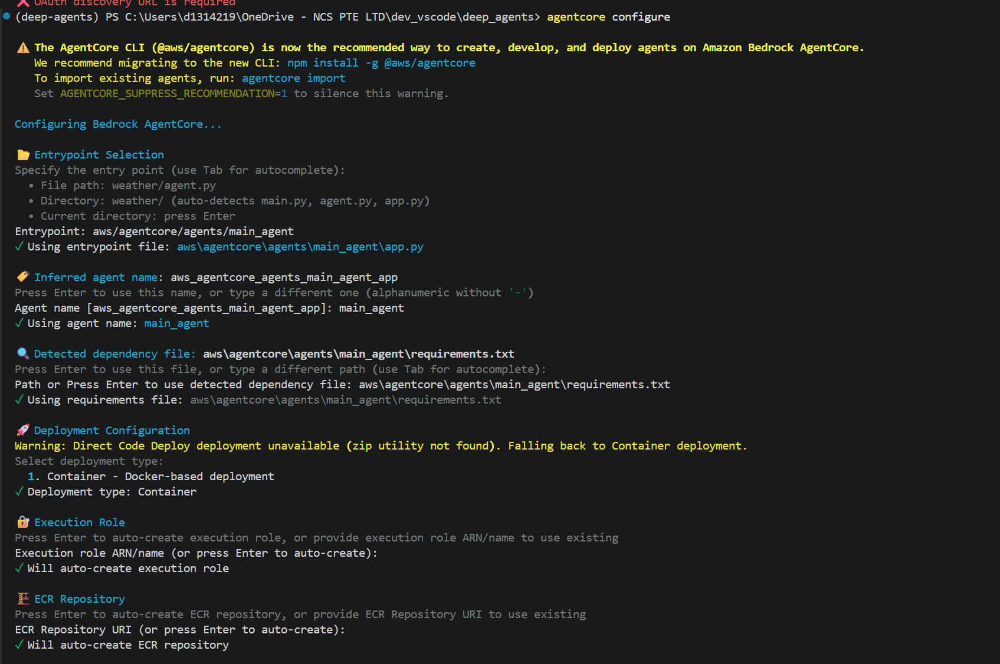 ❌ OAuth discovery URL is required
(deep-agents) PS C:\Users\d1314219\OneDrive - NCS PTE LTD\dev_vscode\deep_agents> agentcore configure
⚠️ The AgentCore CLI (@aws/agentcore) is now the recommended way to create, develop, and deploy agents on Amazon Bedrock AgentCore.
We recommend migrating to the new CLI: npm install -g @aws/agentcore
To import existing agents, run: agentcore import
Set AGENTCORE_SUPPRESS_RECOMMENDATION=1 to silence this warning.
Configuring Bedrock AgentCore...
📂 Entrypoint Selection
Specify the entry point (use Tab for autocomplete):
• File path: weather/agent.py
• Directory: weather/ (auto-detects main.py, agent.py, app.py)
• Current directory: press Enter
Entrypoint: aws/agentcore/agents/main_agent
✓ Using entrypoint file: aws\agentcore\agents\main_agent\app.py
🏷️ Inferred agent name: aws_agentcore_agents_main_agent_app
Press Enter to use this name, or type a different one (alphanumeric without '-')
Agent name [aws_agentcore_agents_main_agent_app]: main_agent
✓ Using agent name: main_agent
🔍 Detected dependency file: aws\agentcore\agents\main_agent\requirements.txt
Press Enter to use this file, or type a different path (use Tab for autocomplete):
Path or Press Enter to use detected dependency file: aws\agentcore\agents\main_agent\requirements.txt
✓ Using requirements file: aws\agentcore\agents\main_agent\requirements.txt
🚀 Deployment Configuration
Warning: Direct Code Deploy deployment unavailable (zip utility not found). Falling back to Container deployment.
Select deployment type:
1. Container - Docker-based deployment
✓ Deployment type: Container
🔐 Execution Role
Press Enter to auto-create execution role, or provide execution role ARN/name to use existing
Execution role ARN/name (or press Enter to auto-create):
✓ Will auto-create execution role
🏗️ ECR Repository
Press Enter to auto-create ECR repository, or provide ECR Repository URI to use existing
ECR Repository URI (or press Enter to auto-create):
✓ Will auto-create ECR repository